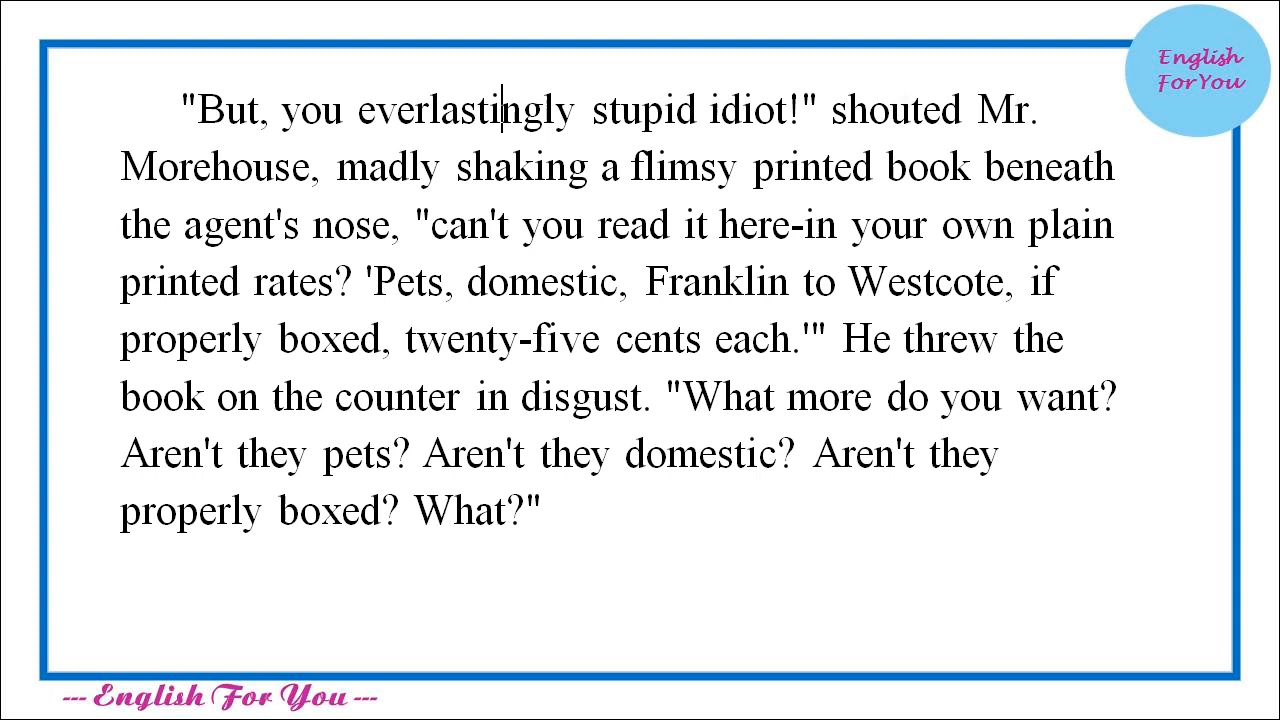 English
ForYou
"But, you everlastingly stupid idiot!" shouted Mr.
Morehouse, madly shaking a flimsy printed book beneath
the agent's nose, "can't you read it here-in your own plain
printed rates? 'Pets, domestic, Franklin to Westcote, if
properly boxed, twenty-five cents each.'" He threw the
book on the counter in disgust. "What more do you want?
Aren't they pets? Aren't they domestic? Aren't they
properly boxed? What?"
--- English For You ---